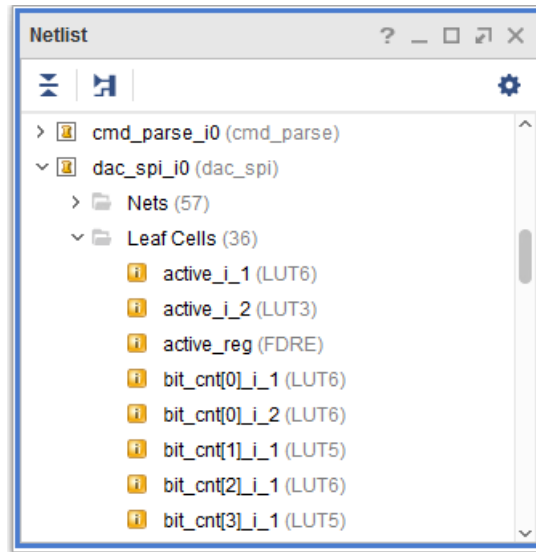 Netlist
cmd_parse_i0 (cmd_parse)
dac_spi_i0 (dac_spi)
Nets (57)
Leaf Cells (36)
active_i_1 (LUT6)
active_i_2 (LUT3)
active_reg (FDRE)
bit_cnt[0]_i_1 (LUT6)
bit_cnt[0]_i_2 (LUT6)
bit_cnt[1]_i_1 (LUT5)
bit_cnt[2]_i_1 (LUT6)
bit_cnt[3]_i_1 (LUT5)